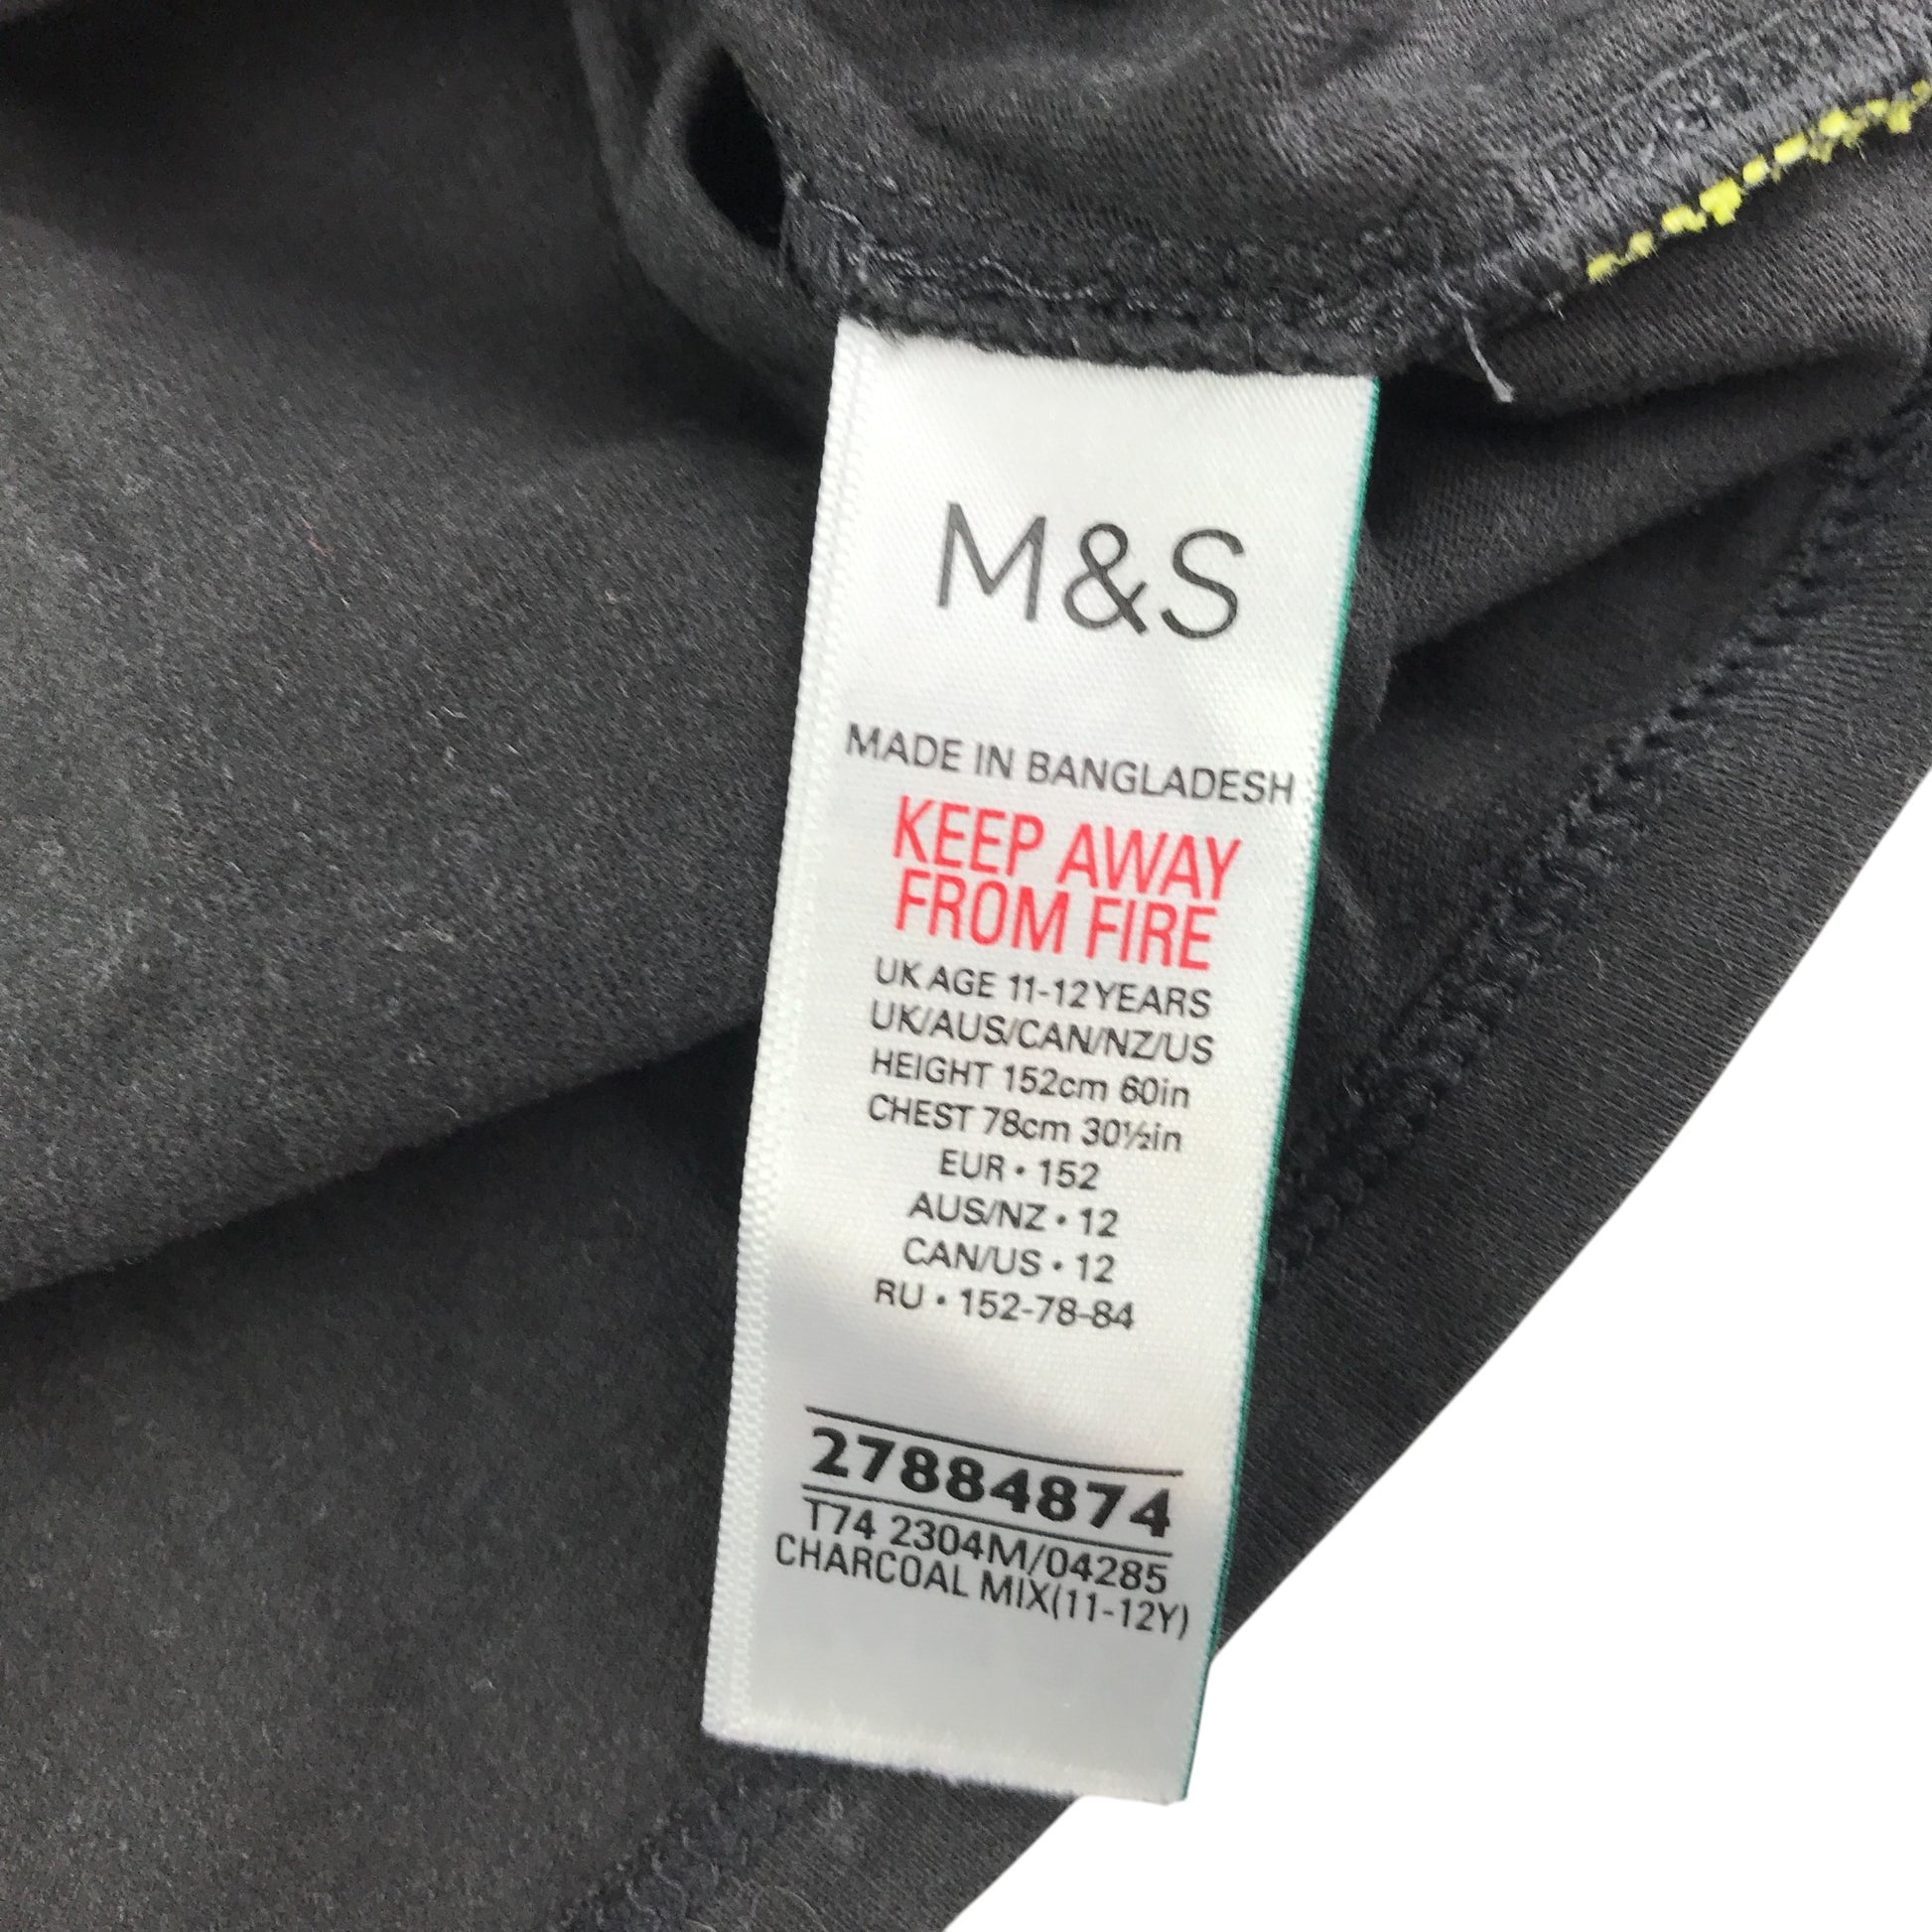 M&S
MADE IN BANGLADESH
KEEP AWAY
FROM FIRE
UK AGE 11-12YEARS
UK/AUS/CAN/NZ/US
HEIGHT 152cm 60in
CHEST 78cm 30½in
EUR • 152
AUS/NZ • 12
CAN/US • 12
RU • 152-78-84
27884874
T74 2304M/04285
CHARCOAL MIX(11-12Y)